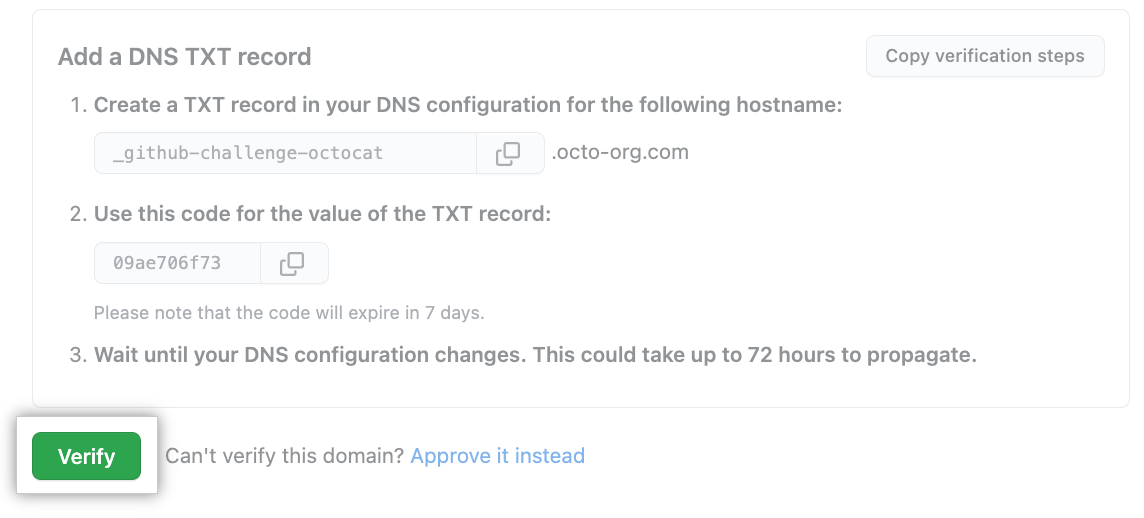 Add a DNS TXT record
Copy verification steps
1. Create a TXT record in your DNS configuration for the following hostname:
_github-challenge-octocat .octo-org.com
2. Use this code for the value of the TXT record:
09ae706f73
Please note that the code will expire in 7 days.
3. Wait until your DNS configuration changes. This could take up to 72 hours to propagate.
Verify Can't verify this domain? Approve it instead